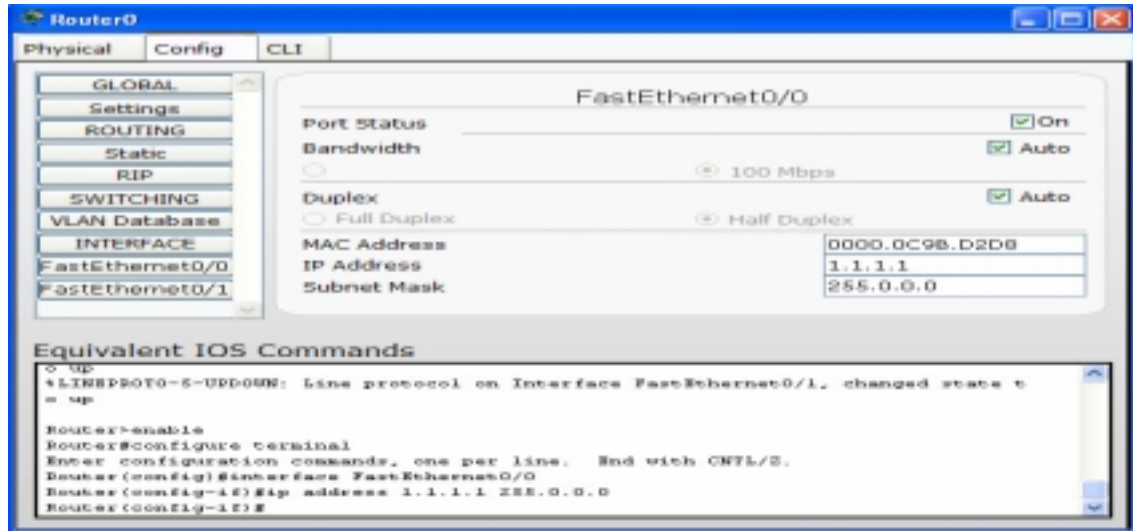 Router0
Physical Config CLI
GLOBAL
Settings
ROUTING
Static
RIP
SWITCHING
VLAN Database
INTERFACE
FastEthernet0/0
FastEthernet0/1
FastEthernet0/0
Port Status On
Bandwidth Auto
100 Mbps
Duplex Auto
Full Duplex Half Duplex
MAC Address 0000.0C9B.D2D8
IP Address 1.1.1.1
Subnet Mask 255.0.0.0
Equivalent IOS Commands
o up
%LINEPROTO-5-UPDOWN: Line protocol on Interface FastEthernet0/1, changed state t
o up
Router>enable
Router#configure terminal
Enter configuration commands, one per line. End with CNTL/Z.
Router(config)#interface FastEthernet0/0
Router(config-if)#ip address 1.1.1.1 255.0.0.0
Router(config-if)#